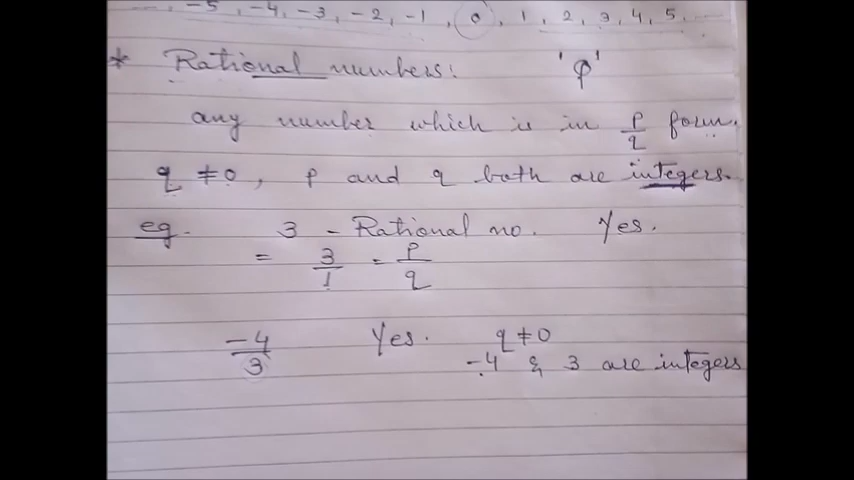 -5, -4, -3, -2, -1, 0, 1, 2, 3, 4, 5, ...
* Rational numbers: 'φ'
any number which is in p/q form.
q ≠ 0, p and q both are integers.
eg. 3 - Rational no. Yes.
= 3/1 = p/q
-4/3 Yes. q ≠ 0
-4 & 3 are integers